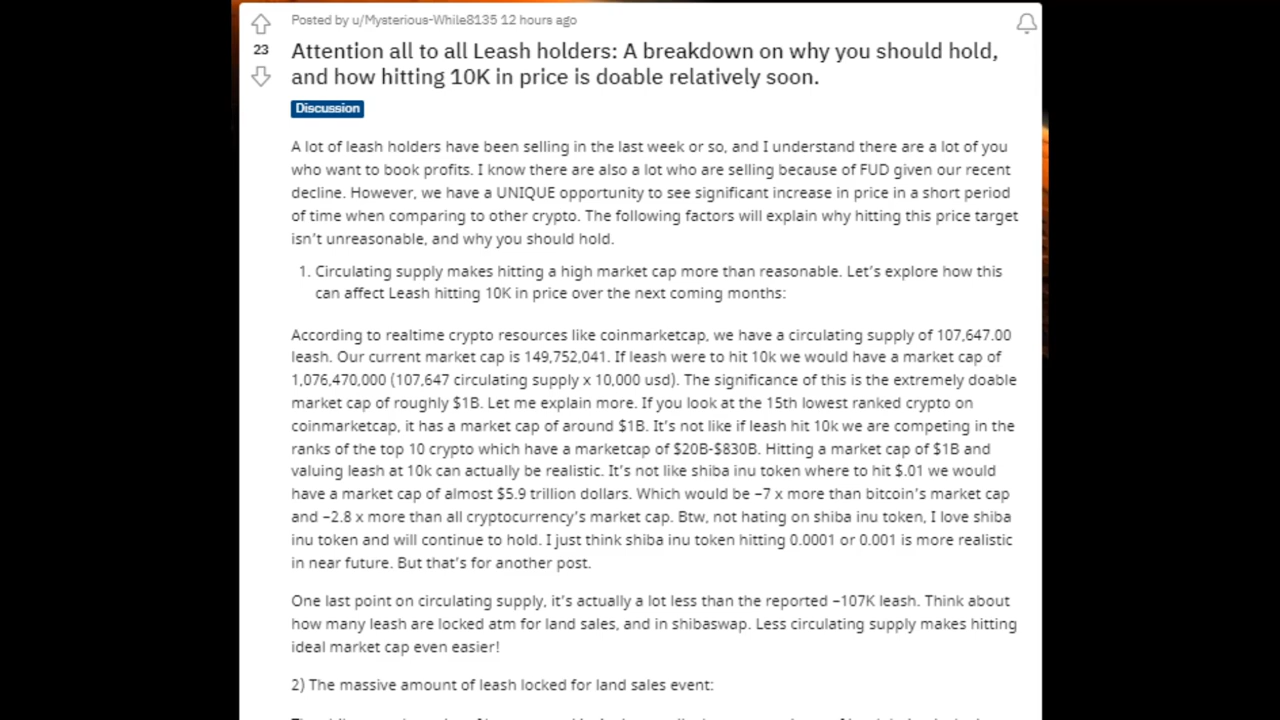 Posted by u/Mysterious-While8135 12 hours ago
23
Attention all to all Leash holders: A breakdown on why you should hold,
and how hitting 10K in price is doable relatively soon.
Discussion
A lot of leash holders have been selling in the last week or so, and I understand there are a lot of you
who want to book profits. I know there are also a lot who are selling because of FUD given our recent
decline. However, we have a UNIQUE opportunity to see significant increase in price in a short period
of time when comparing to other crypto. The following factors will explain why hitting this price target
isn't unreasonable, and why you should hold.
1. Circulating supply makes hitting a high market cap more than reasonable. Let's explore how this
can affect Leash hitting 10K in price over the next coming months:
According to realtime crypto resources like coinmarketcap, we have a circulating supply of 107,647.00
leash. Our current market cap is 149,752,041. If leash were to hit 10k we would have a market cap of
1,076,470,000 (107,647 circulating supply x 10,000 usd). The significance of this is the extremely doable
market cap of roughly $1B. Let me explain more. If you look at the 15th lowest ranked crypto on
coinmarketcap, it has a market cap of around $1B. It's not like if leash hit 10k we are competing in the
ranks of the top 10 crypto which have a marketcap of $20B-$830B. Hitting a market cap of $1B and
valuing leash at 10k can actually be realistic. It's not like shiba inu token where to hit $.01 we would
have a market cap of almost $5.9 trillion dollars. Which would be ~7 x more than bitcoin's market cap
and ~2.8 x more than all cryptocurrency's market cap. Btw, not hating on shiba inu token, I love shiba
inu token and will continue to hold. I just think shiba inu token hitting 0.0001 or 0.001 is more realistic
in near future. But that's for another post.
One last point on circulating supply, it's actually a lot less than the reported ~107K leash. Think about
how many leash are locked atm for land sales, and in shibaswap. Less circulating supply makes hitting
ideal market cap even easier!
2) The massive amount of leash locked for land sales event: